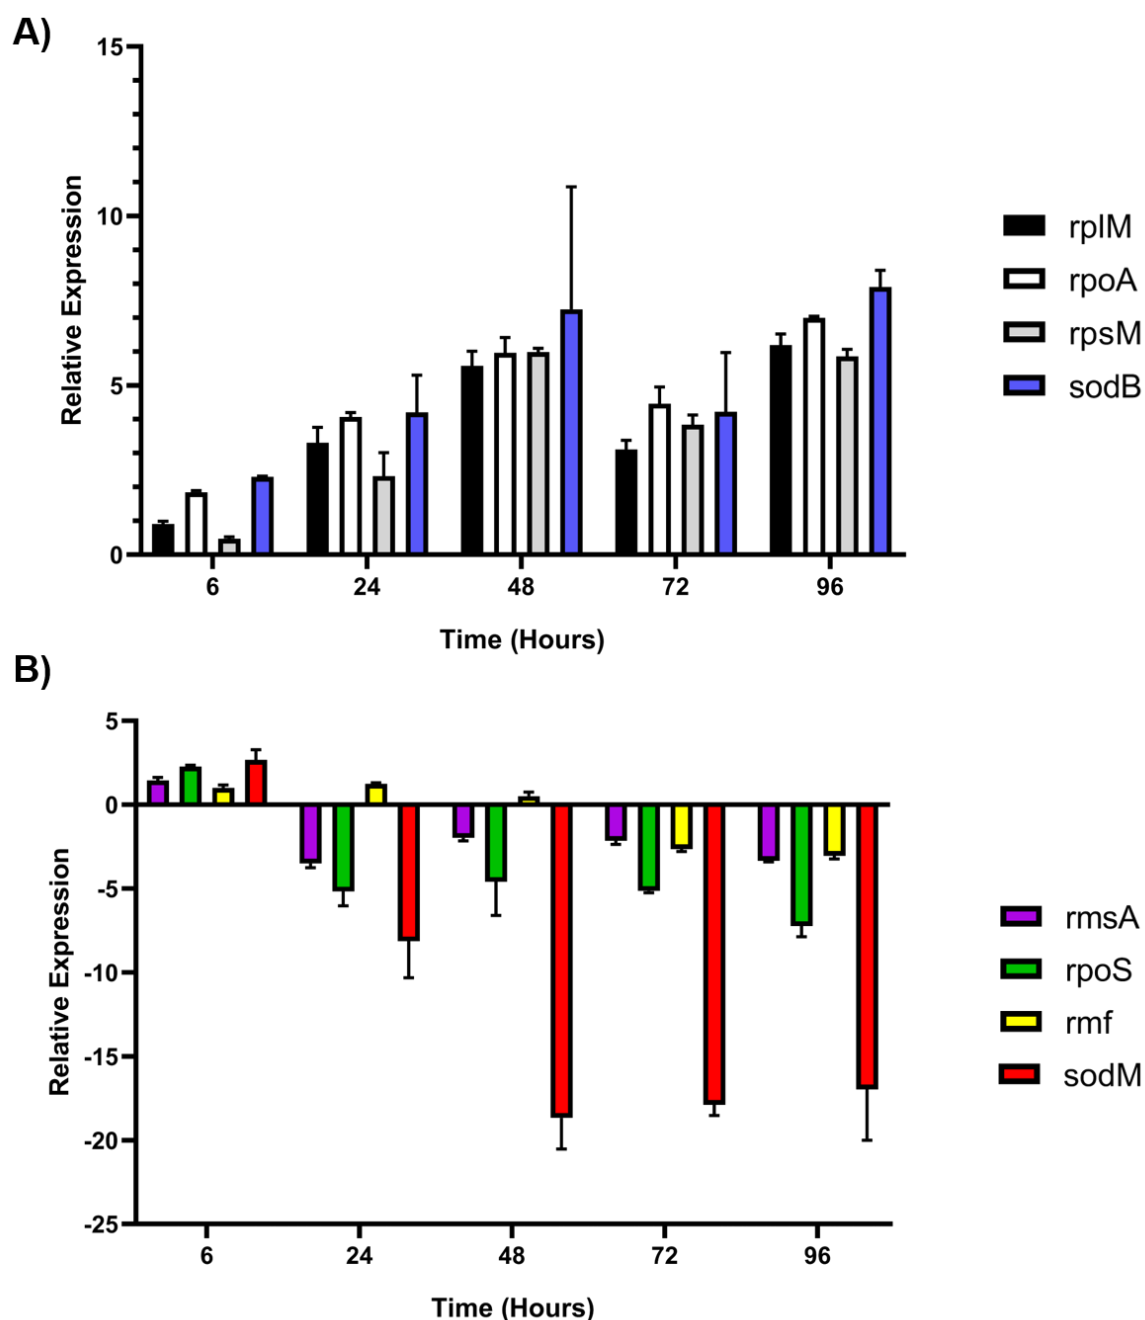 A)
15
10
5
0
Relative Expression
6 24 48 72 96
Time (Hours)
rplM
rpoA
rpsM
sodB
B)
5
0
-5
-10
-15
-20
-25
Relative Expression
6 24 48 72 96
Time (Hours)
rmsA
rpoS
rmf
sodM